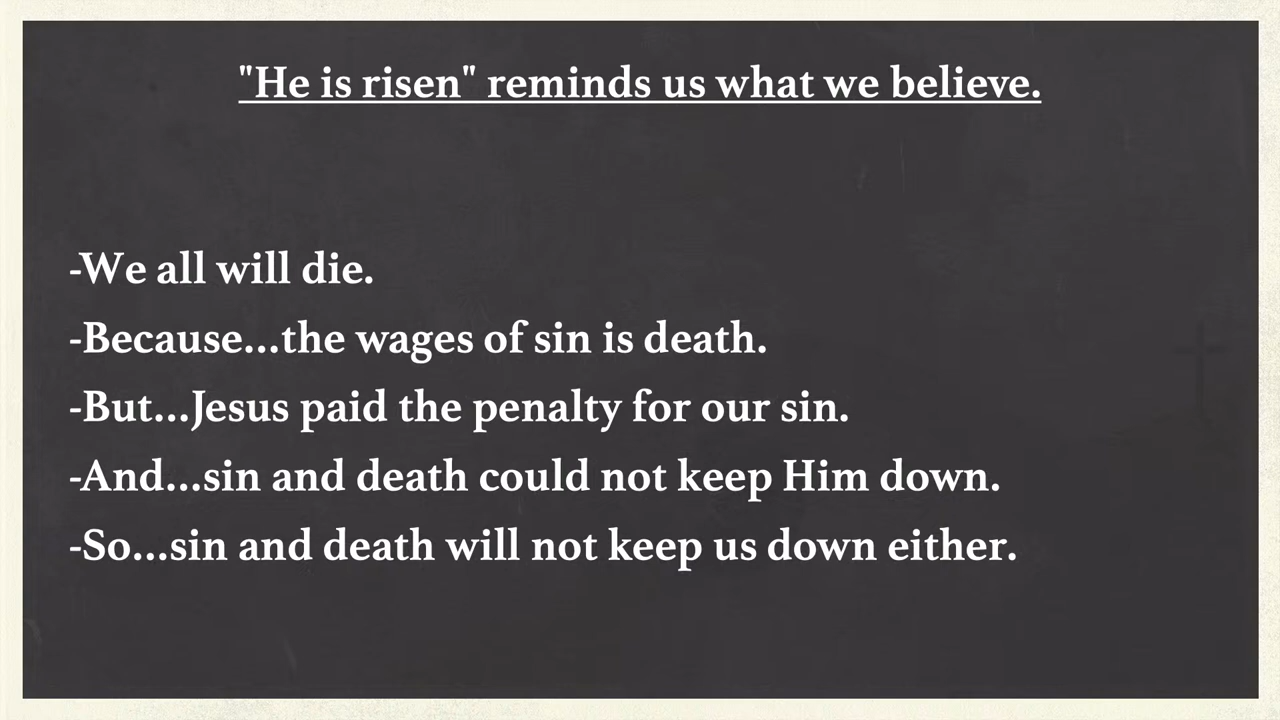 "He is risen" reminds us what we believe.
-We all will die.
-Because...the wages of sin is death.
-But...Jesus paid the penalty for our sin.
-And...sin and death could not keep Him down.
-So...sin and death will not keep us down either.